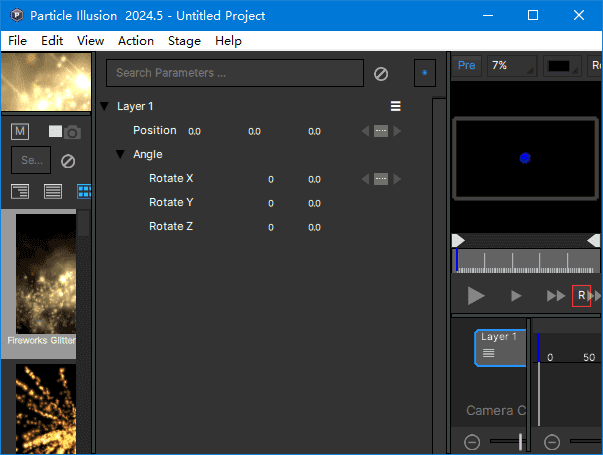 Particle Illusion 2024.5 - Untitled Project
File Edit View Action Stage Help
Search Parameters ...
Pre 7% R
M
Se...
Layer 1
Position 0.0 0.0 0.0
Angle
Rotate X 0 0.0
Rotate Y 0 0.0
Rotate Z 0 0.0
Fireworks Glitter
R
Layer 1
0 50
Camera C